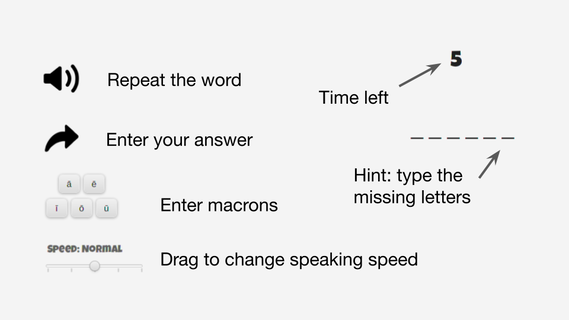 Repeat the word
5
Time left
Enter your answer
Hint: type the
missing letters
ā ē
ī ō ū
Enter macrons
Speed: Normal
Drag to change speaking speed